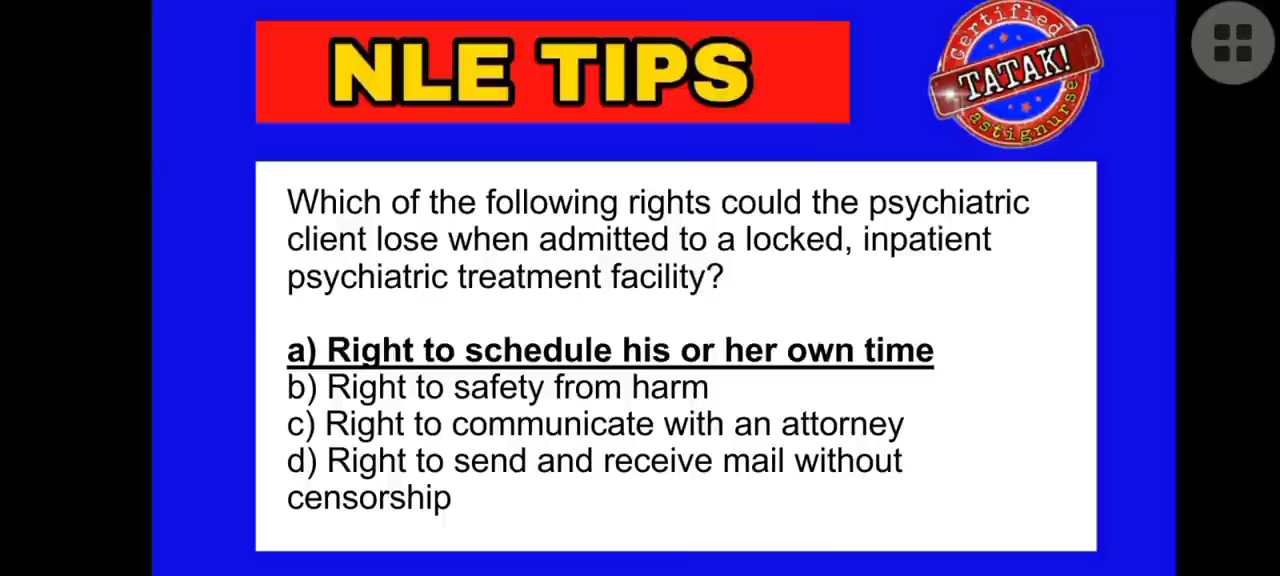 NLE TIPS
Certified
TATAK!
astignurse
Which of the following rights could the psychiatric
client lose when admitted to a locked, inpatient
psychiatric treatment facility?
a) Right to schedule his or her own time
b) Right to safety from harm
c) Right to communicate with an attorney
d) Right to send and receive mail without
censorship